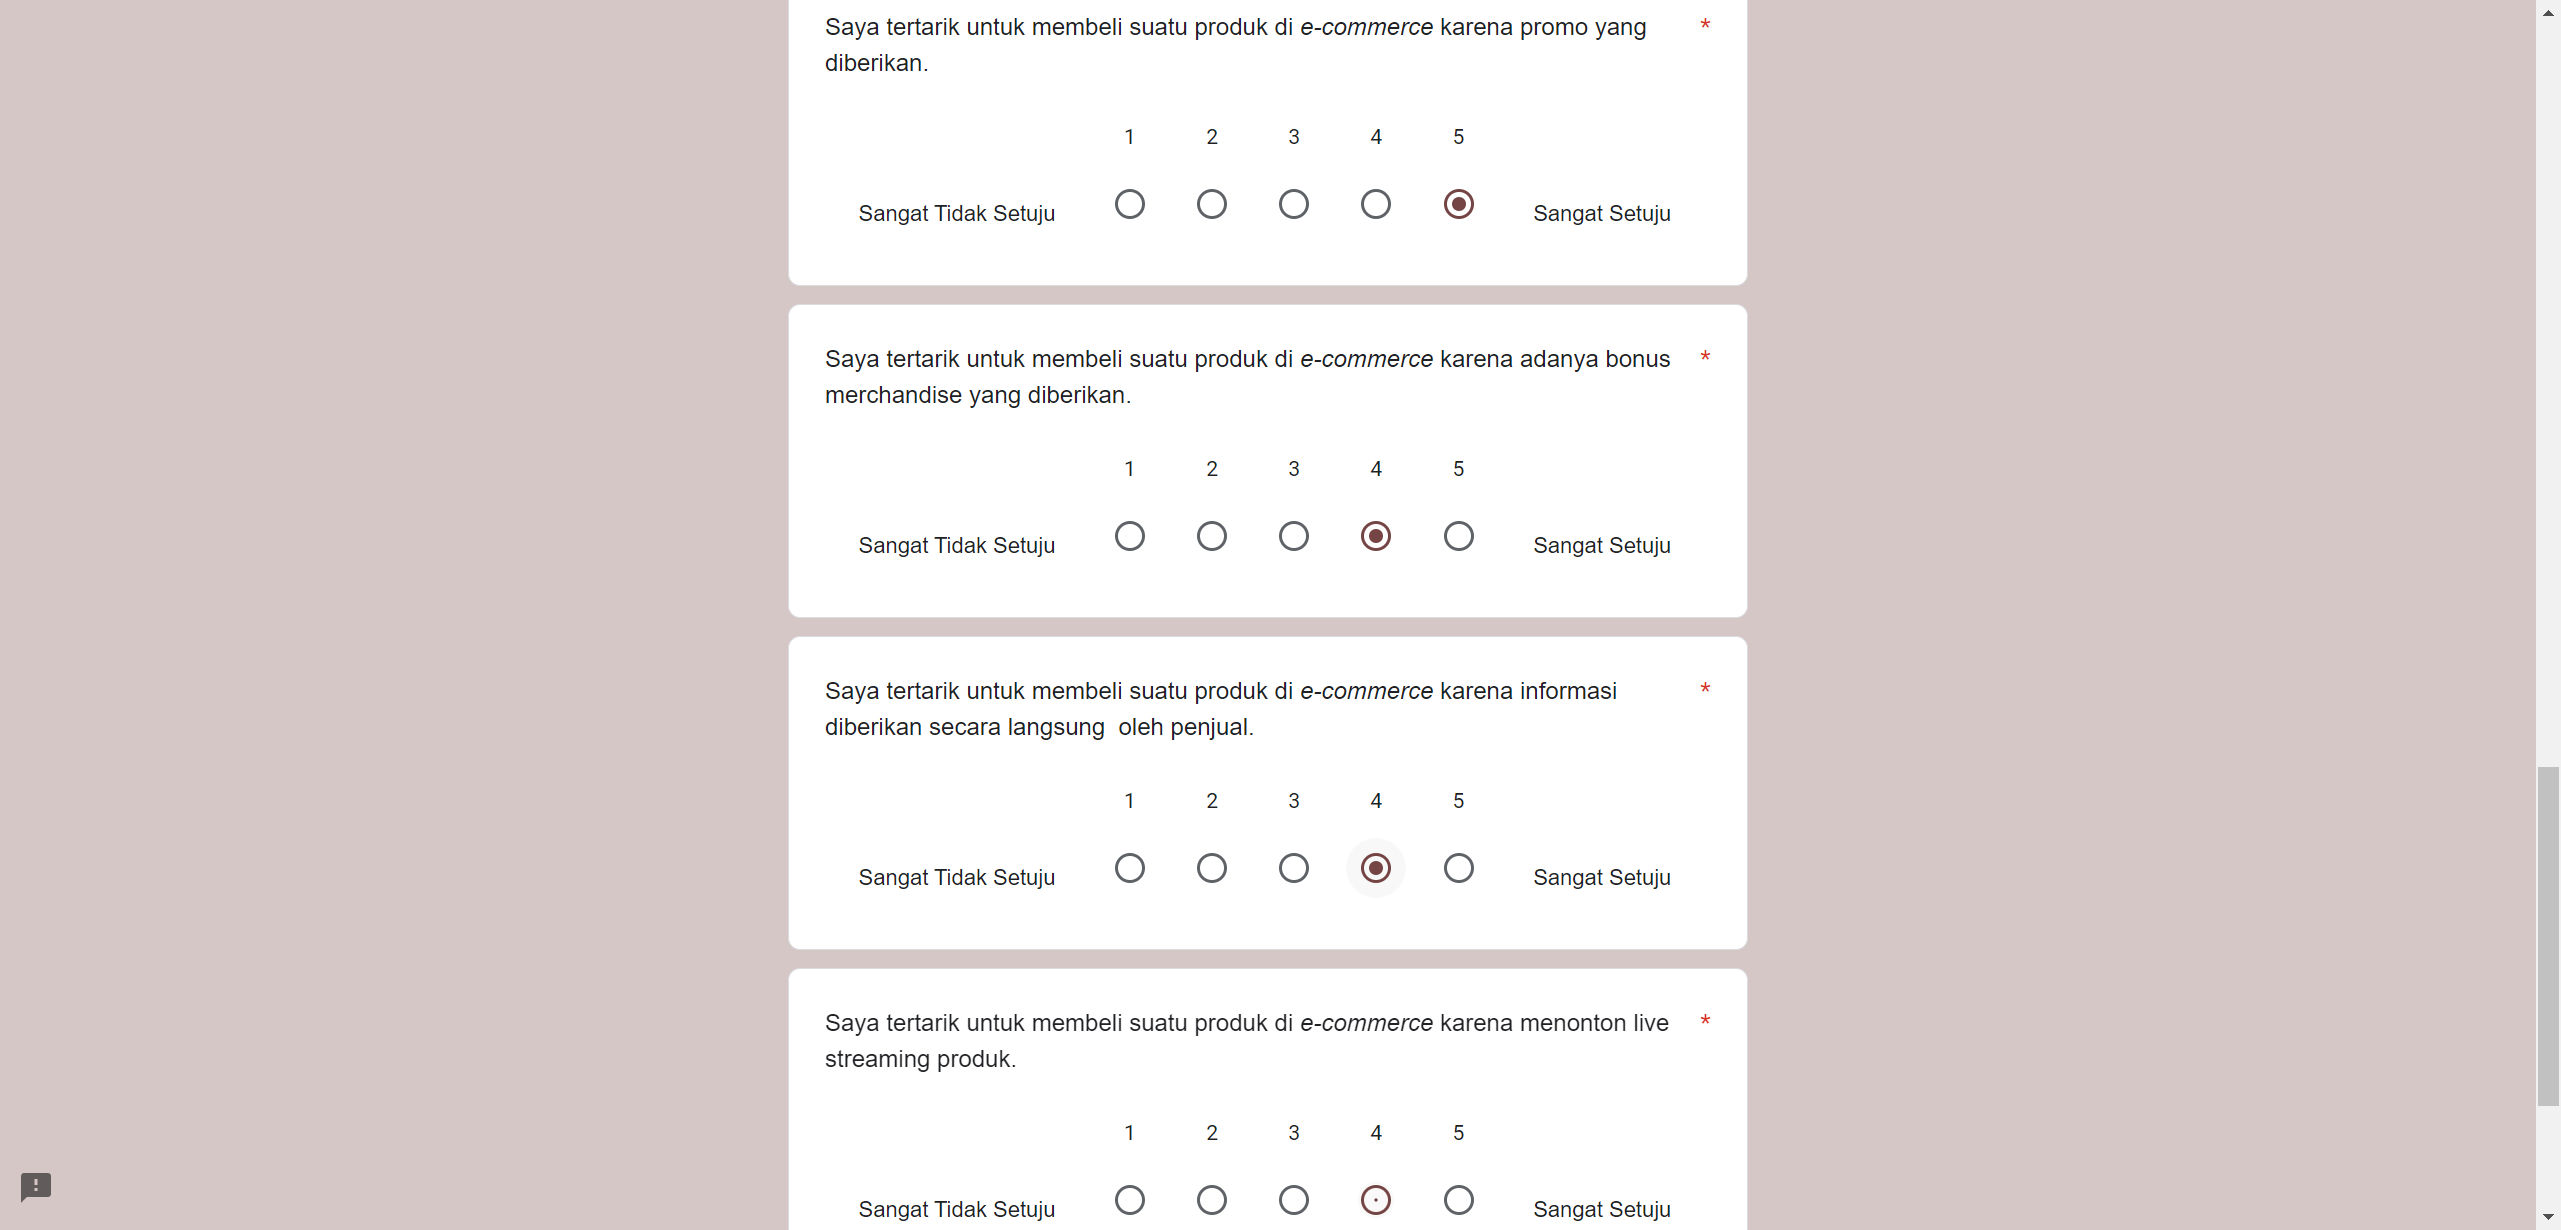 Saya tertarik untuk membeli suatu produk di e-commerce karena promo yang *
diberikan.
1 2 3 4 5
Sangat Tidak Setuju Sangat Setuju
Saya tertarik untuk membeli suatu produk di e-commerce karena adanya bonus *
merchandise yang diberikan.
1 2 3 4 5
Sangat Tidak Setuju Sangat Setuju
Saya tertarik untuk membeli suatu produk di e-commerce karena informasi *
diberikan secara langsung  oleh penjual.
1 2 3 4 5
Sangat Tidak Setuju Sangat Setuju
Saya tertarik untuk membeli suatu produk di e-commerce karena menonton live *
streaming produk.
1 2 3 4 5
Sangat Tidak Setuju Sangat Setuju